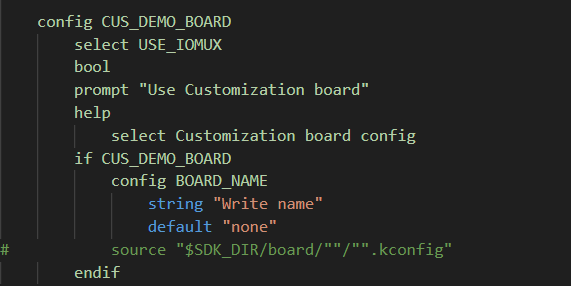 config CUS_DEMO_BOARD
select USE_IOMUX
bool
prompt "Use Customization board"
help
select Customization board config
if CUS_DEMO_BOARD
config BOARD_NAME
string "Write name"
default "none"
# source "$SDK_DIR/board/""/"".kconfig"
endif